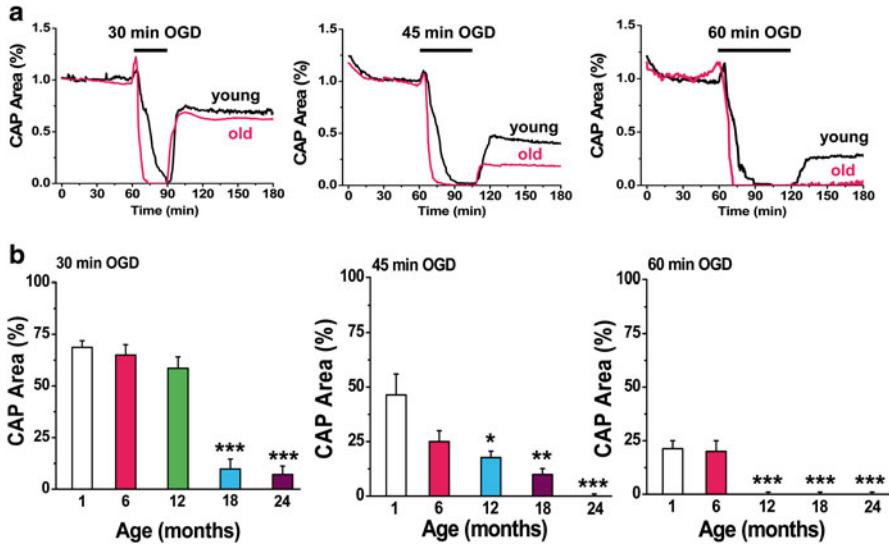 a
30 min OGD
CAP Area (%)
1.5
1.0
0.5
0.0
young
old
0 30 60 90 120 150 180
Time (min)
45 min OGD
CAP Area (%)
1.5
1.0
0.5
0.0
young
old
0 30 60 90 120 150 180
Time (min)
60 min OGD
CAP Area (%)
1.5
1.0
0.5
0.0
young
old
0 30 60 90 120 150 180
Time (min)
b
30 min OGD
CAP Area (%)
100
75
50
25
0
*** ***
1 6 12 18 24
Age (months)
45 min OGD
CAP Area (%)
100
75
50
25
0
* ** ***
1 6 12 18 24
Age (months)
60 min OGD
CAP Area (%)
100
75
50
25
0
*** *** ***
1 6 12 18 24
Age (months)